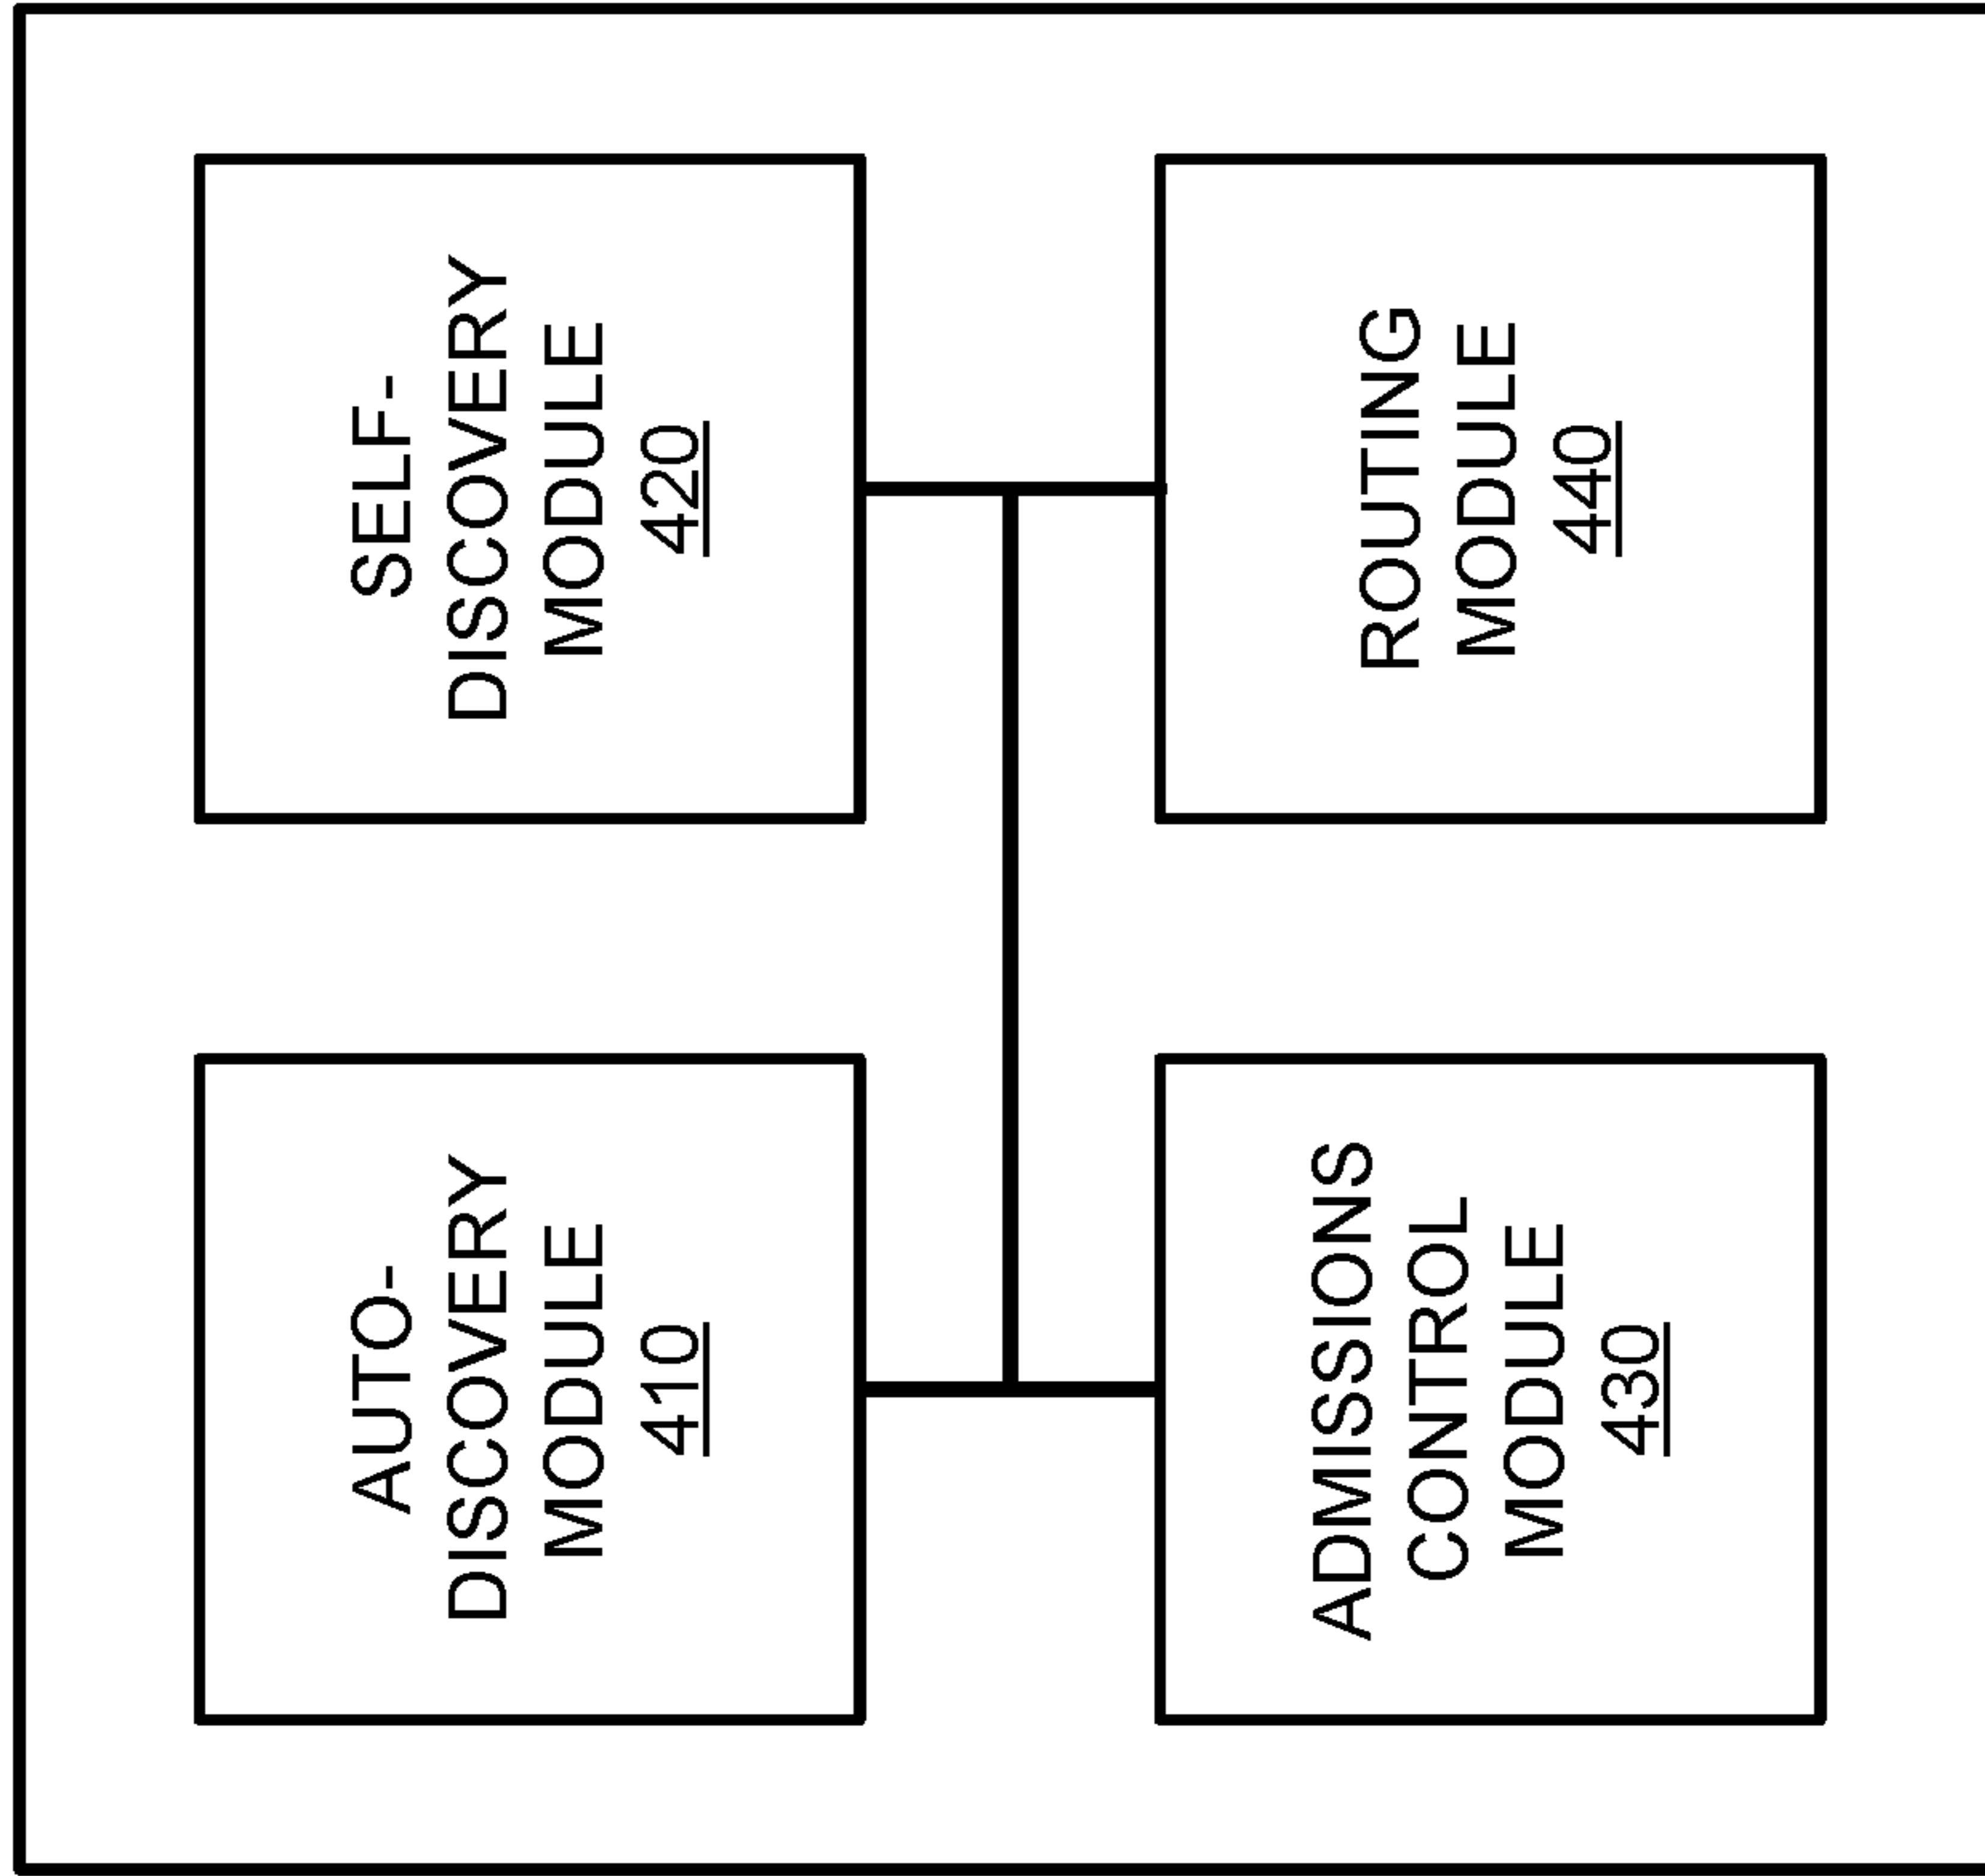 AUTO-
DISCOVERY
MODULE
410
SELF-
DISCOVERY
MODULE
420
ADMISSIONS
CONTROL
MODULE
430
ROUTING
MODULE
440